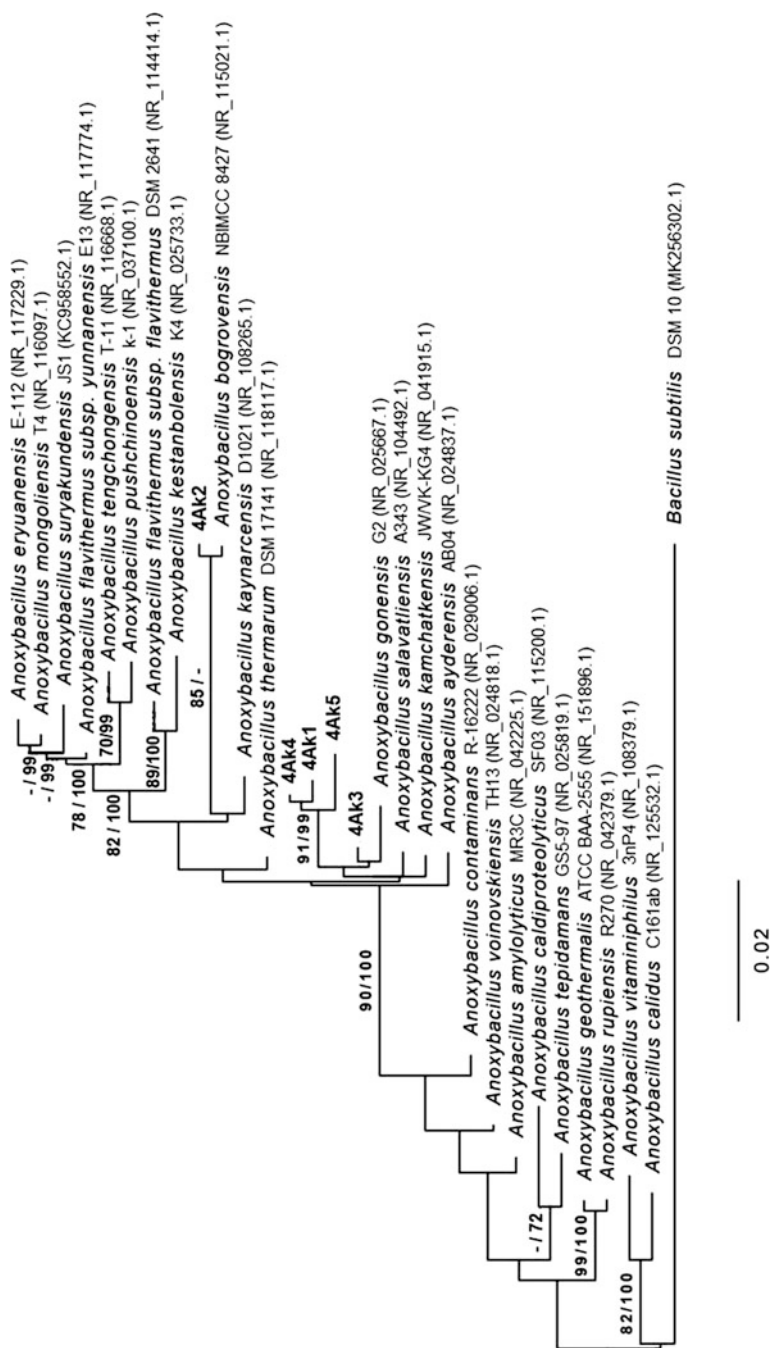 Anoxybacillus eryuanensis E-112 (NR_117229.1)
Anoxybacillus mongoliensis T4 (NR_116097.1)
Anoxybacillus suryakundensis JS1 (KC958552.1)
Anoxybacillus flavithermus subsp. yunnanensis E13 (NR_117774.1)
Anoxybacillus tengchongensis T-11 (NR_116668.1)
Anoxybacillus pushchinoensis k-1 (NR_037100.1)
Anoxybacillus flavithermus subsp. flavithermus DSM 2641 (NR_114414.1)
Anoxybacillus kestanbolensis K4 (NR_025733.1)
4Ak2
Anoxybacillus bogrovensis NBIMCC 8427 (NR_115021.1)
Anoxybacillus kaynarcensis D1021 (NR_108265.1)
Anoxybacillus thermarum DSM 17141 (NR_118117.1)
4Ak4
4Ak1
4Ak5
4Ak3
Anoxybacillus gonensis G2 (NR_025667.1)
Anoxybacillus salavatliensis A343 (NR_104492.1)
Anoxybacillus kamchatkensis JW/VK-KG4 (NR_041915.1)
Anoxybacillus ayderensis AB04 (NR_024837.1)
Anoxybacillus contaminans R-16222 (NR_029006.1)
Anoxybacillus voinovskiensis TH13 (NR_024818.1)
Anoxybacillus amylolyticus MR3C (NR_042225.1)
Anoxybacillus caldiproteolyticus SF03 (NR_115200.1)
Anoxybacillus tepidamans GS5-97 (NR_025819.1)
Anoxybacillus geothermalis ATCC BAA-2555 (NR_151896.1)
Anoxybacillus rupiensis R270 (NR_042379.1)
Anoxybacillus vitaminiphilus 3nP4 (NR_108379.1)
Anoxybacillus calidus C161ab (NR_125532.1)
Bacillus subtilis DSM 10 (MK256302.1)
- / 99
- / 99
78 / 100
70/99
82 / 100
89/100
85 / -
91/99
90/100
- / 72
99/100
82/100
0.02